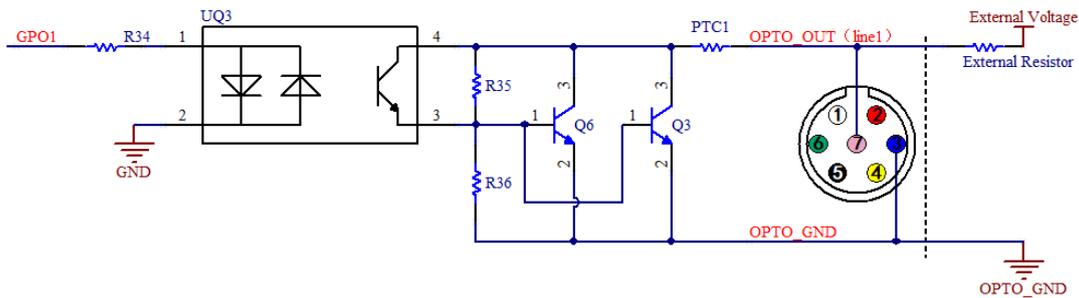 External Voltage
UQ3
GPO1
R34
1
4
PTC1
OPTO_OUT（line1）
External Resistor
R35
3
3
1
2
2
3
1
Q6
1
Q3
6
7
3
GND
R36
2
2
5
4
OPTO_GND
OPTO_GND